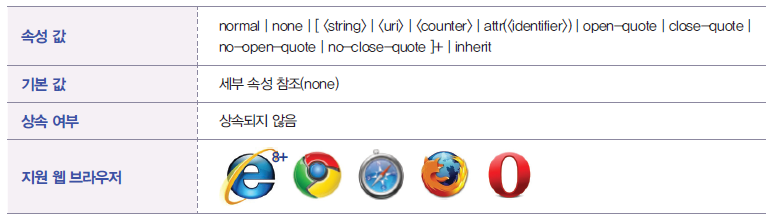 속성 값
normal | none | [ 〈string〉 | 〈uri〉 | 〈counter〉 | attr(〈identifier〉) | open-quote | close-quote |
no-open-quote | no-close-quote ]+ | inherit
기본 값
세부 속성 참조(none)
상속 여부
상속되지 않음
지원 웹 브라우저
8+